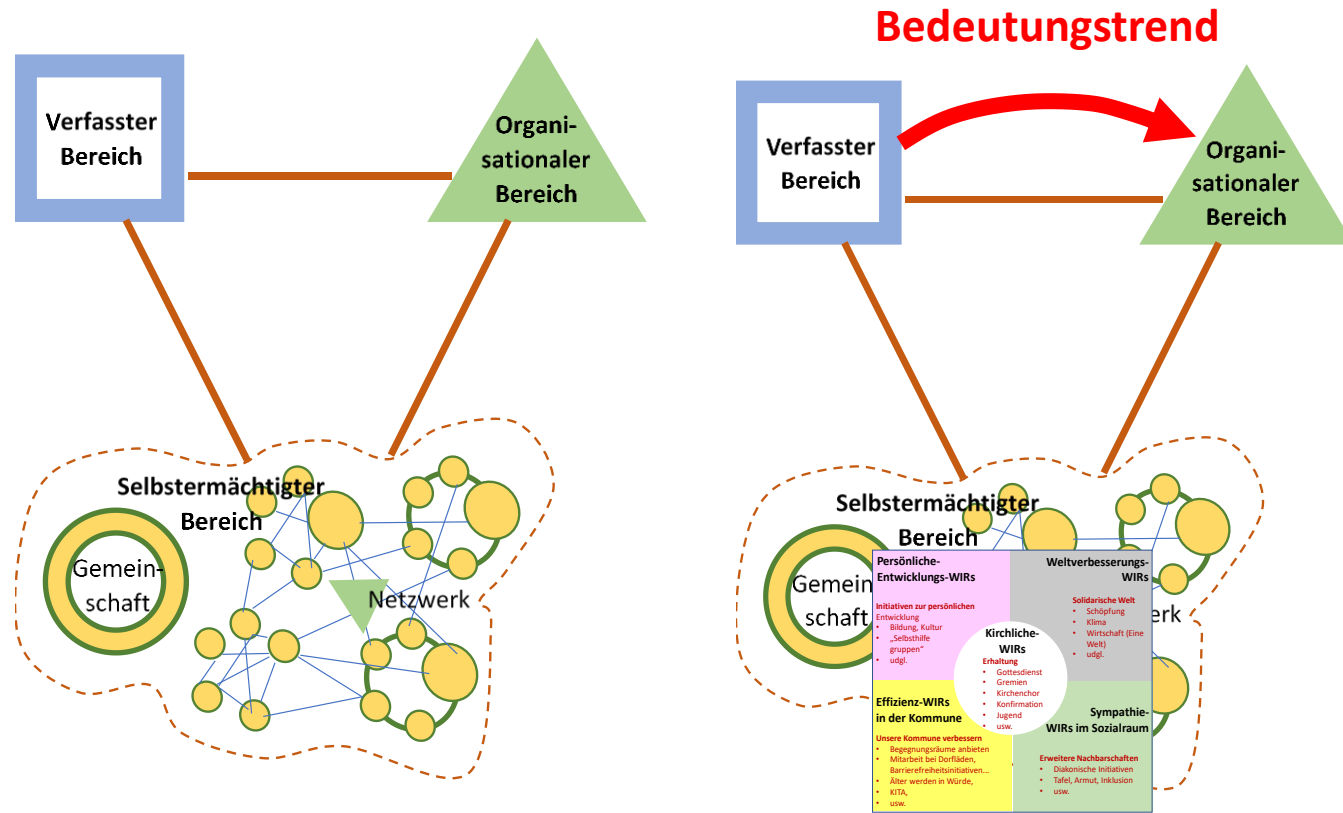 Verfasster
Bereich
Organi-
sationaler
Bereich
Selbstermächtigter
Bereich
Gemein-
schaft
Netzwerk
Bedeutungstrend
Verfasster
Bereich
Organi-
sationaler
Bereich
Selbstermächtigter
Bereich
Gemein
schaft
erk
Persönliche-
Entwicklungs-WIRs
Initiativen zur persönlichen
Entwicklung
• Bildung, Kultur
• „Selbsthilfe
gruppen“
• udgl.
Weltverbesserungs-
WIRs
Solidarische Welt
• Schöpfung
• Klima
• Wirtschaft (Eine
Welt)
• udgl.
Kirchliche-
WIRs
Erhaltung
• Gottesdienst
• Gremien
• Kirchenchor
• Konfirmation
• Jugend
• usw.
Effizienz-WIRs
in der Kommune
Unsere Kommune verbessern
• Begegnungsräume anbieten
• Mitarbeit bei Dorfläden,
Barrierefreiheitsinitiativen...
• Älter werden in Würde,
• KITA,
• usw.
Sympathie-
WIRs im Sozialraum
Erweitere Nachbarschaften
• Diakonische Initiativen
• Tafel, Armut, Inklusion
• usw.